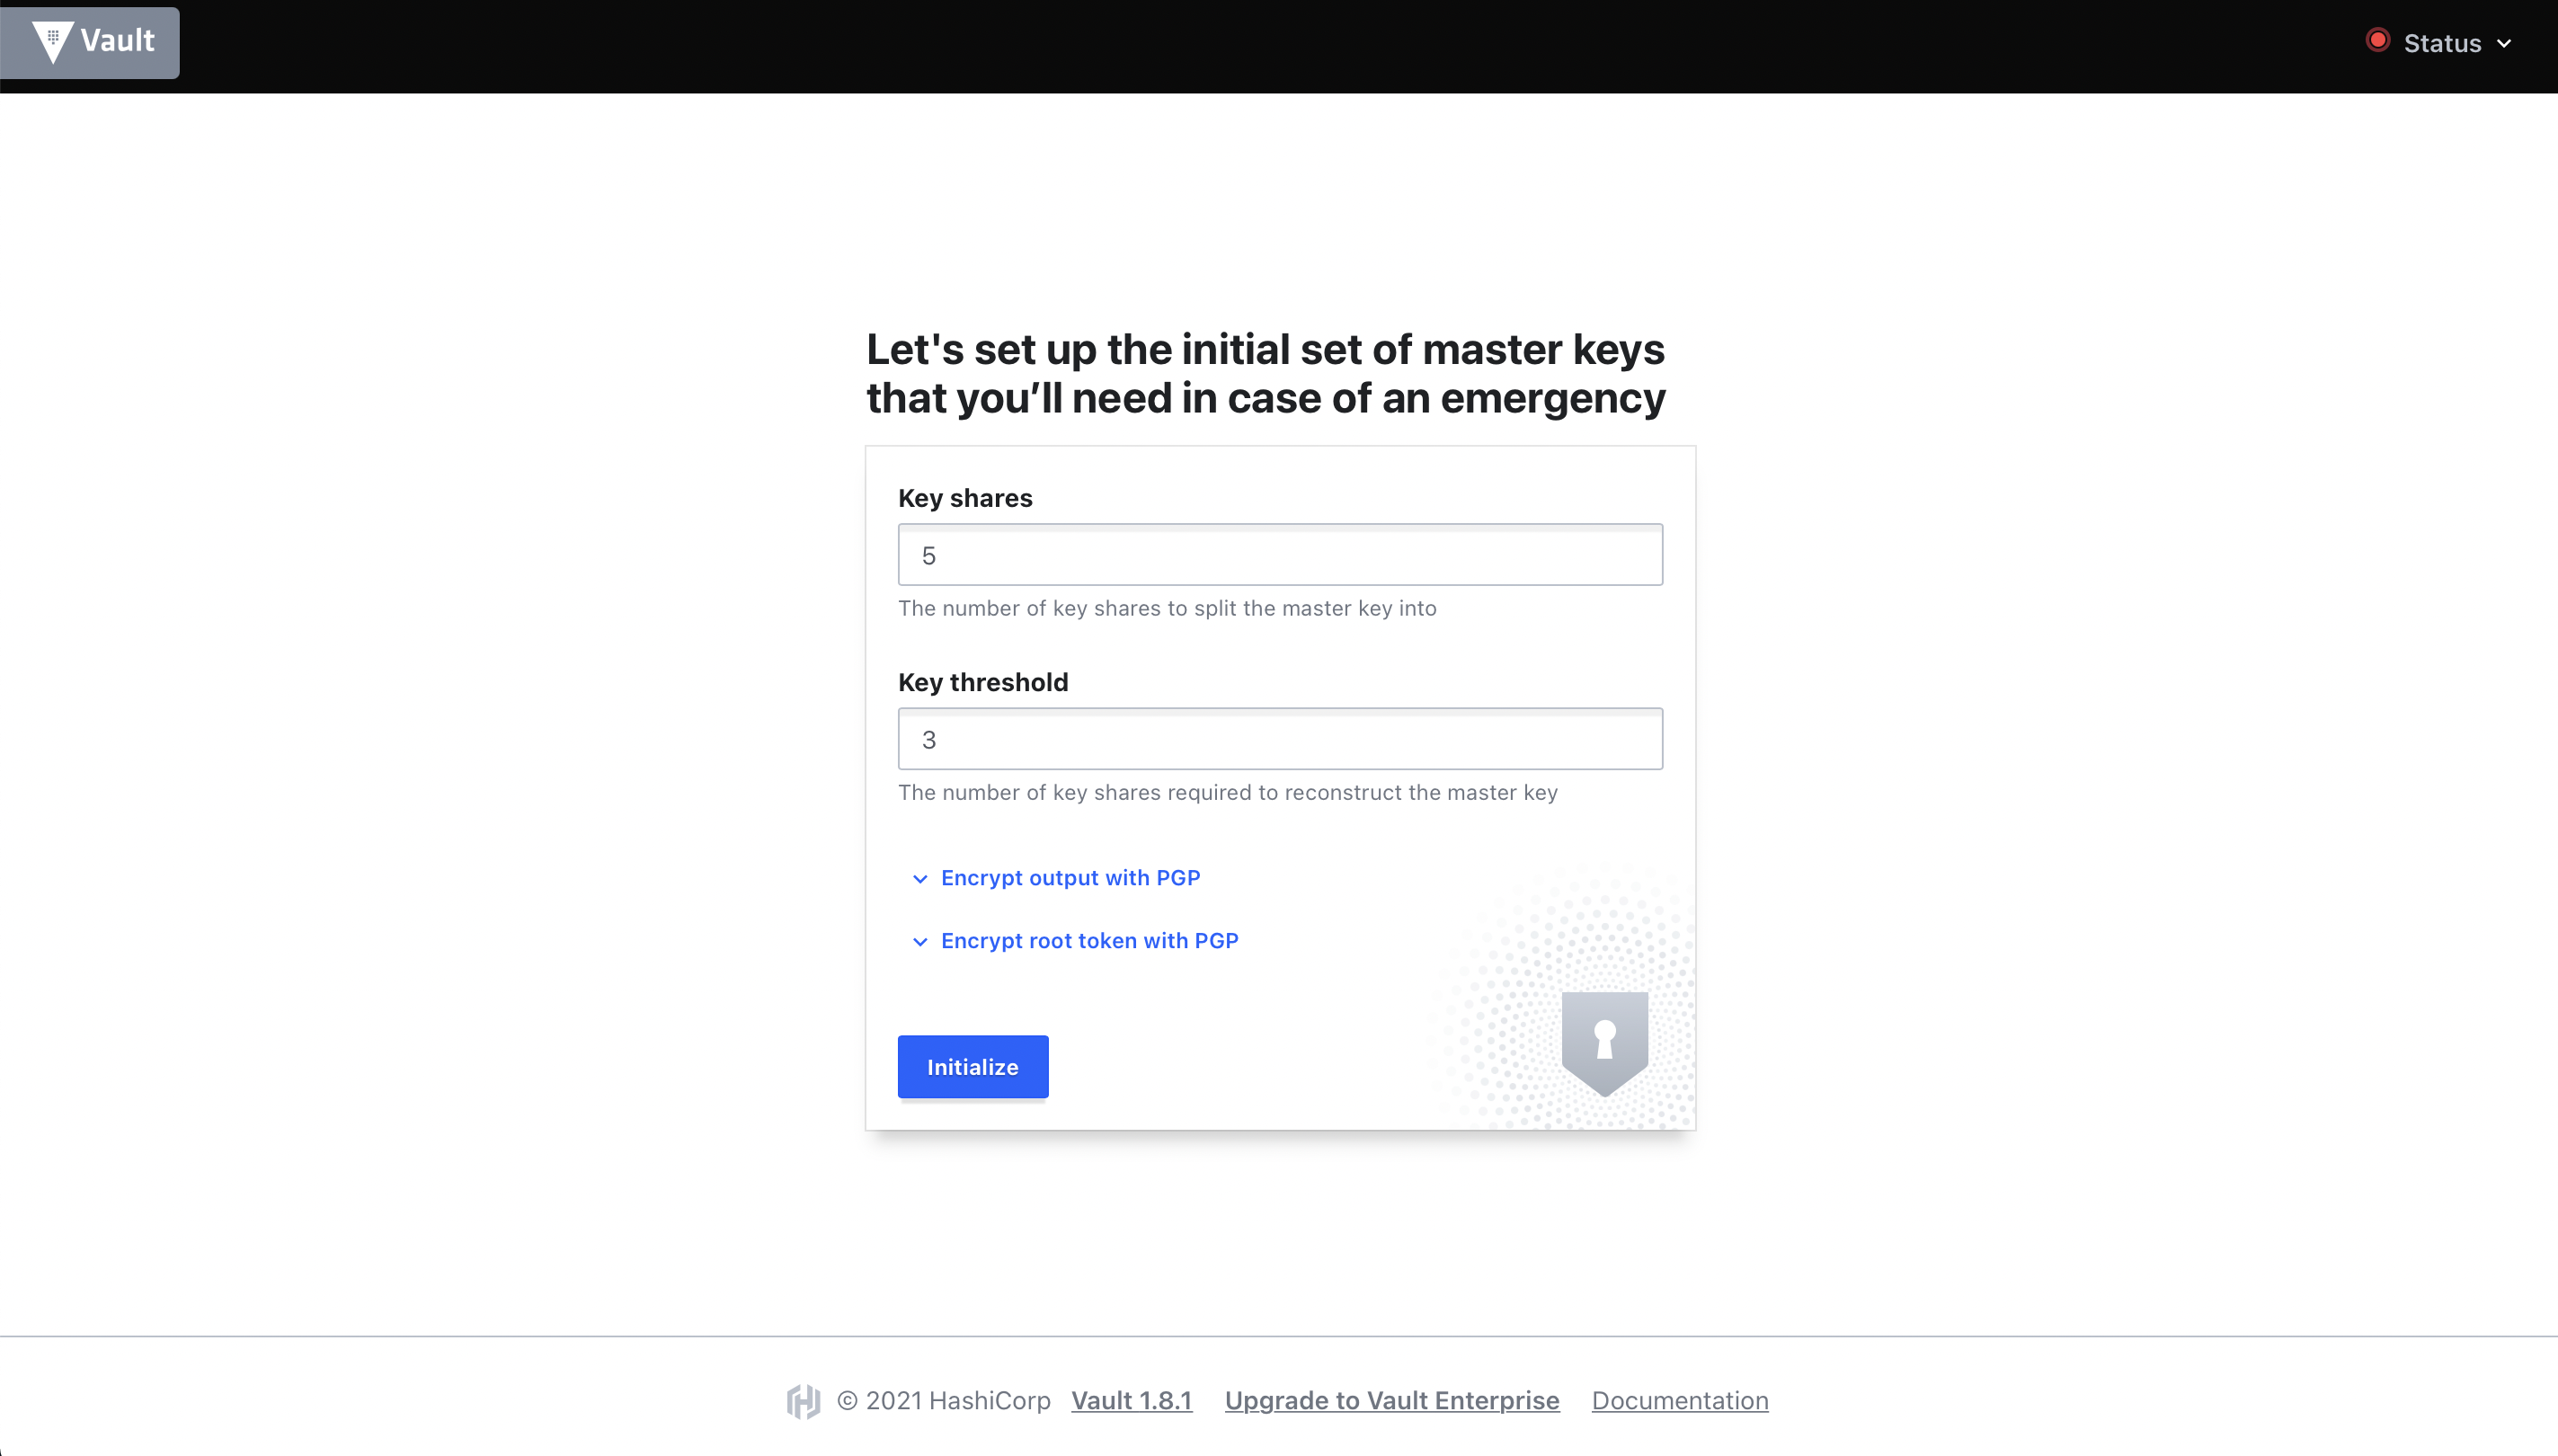 Vault
Status
Let's set up the initial set of master keys
that you’ll need in case of an emergency
Key shares
5
The number of key shares to split the master key into
Key threshold
3
The number of key shares required to reconstruct the master key
Encrypt output with PGP
Encrypt root token with PGP
Initialize
© 2021 HashiCorp Vault 1.8.1 Upgrade to Vault Enterprise Documentation